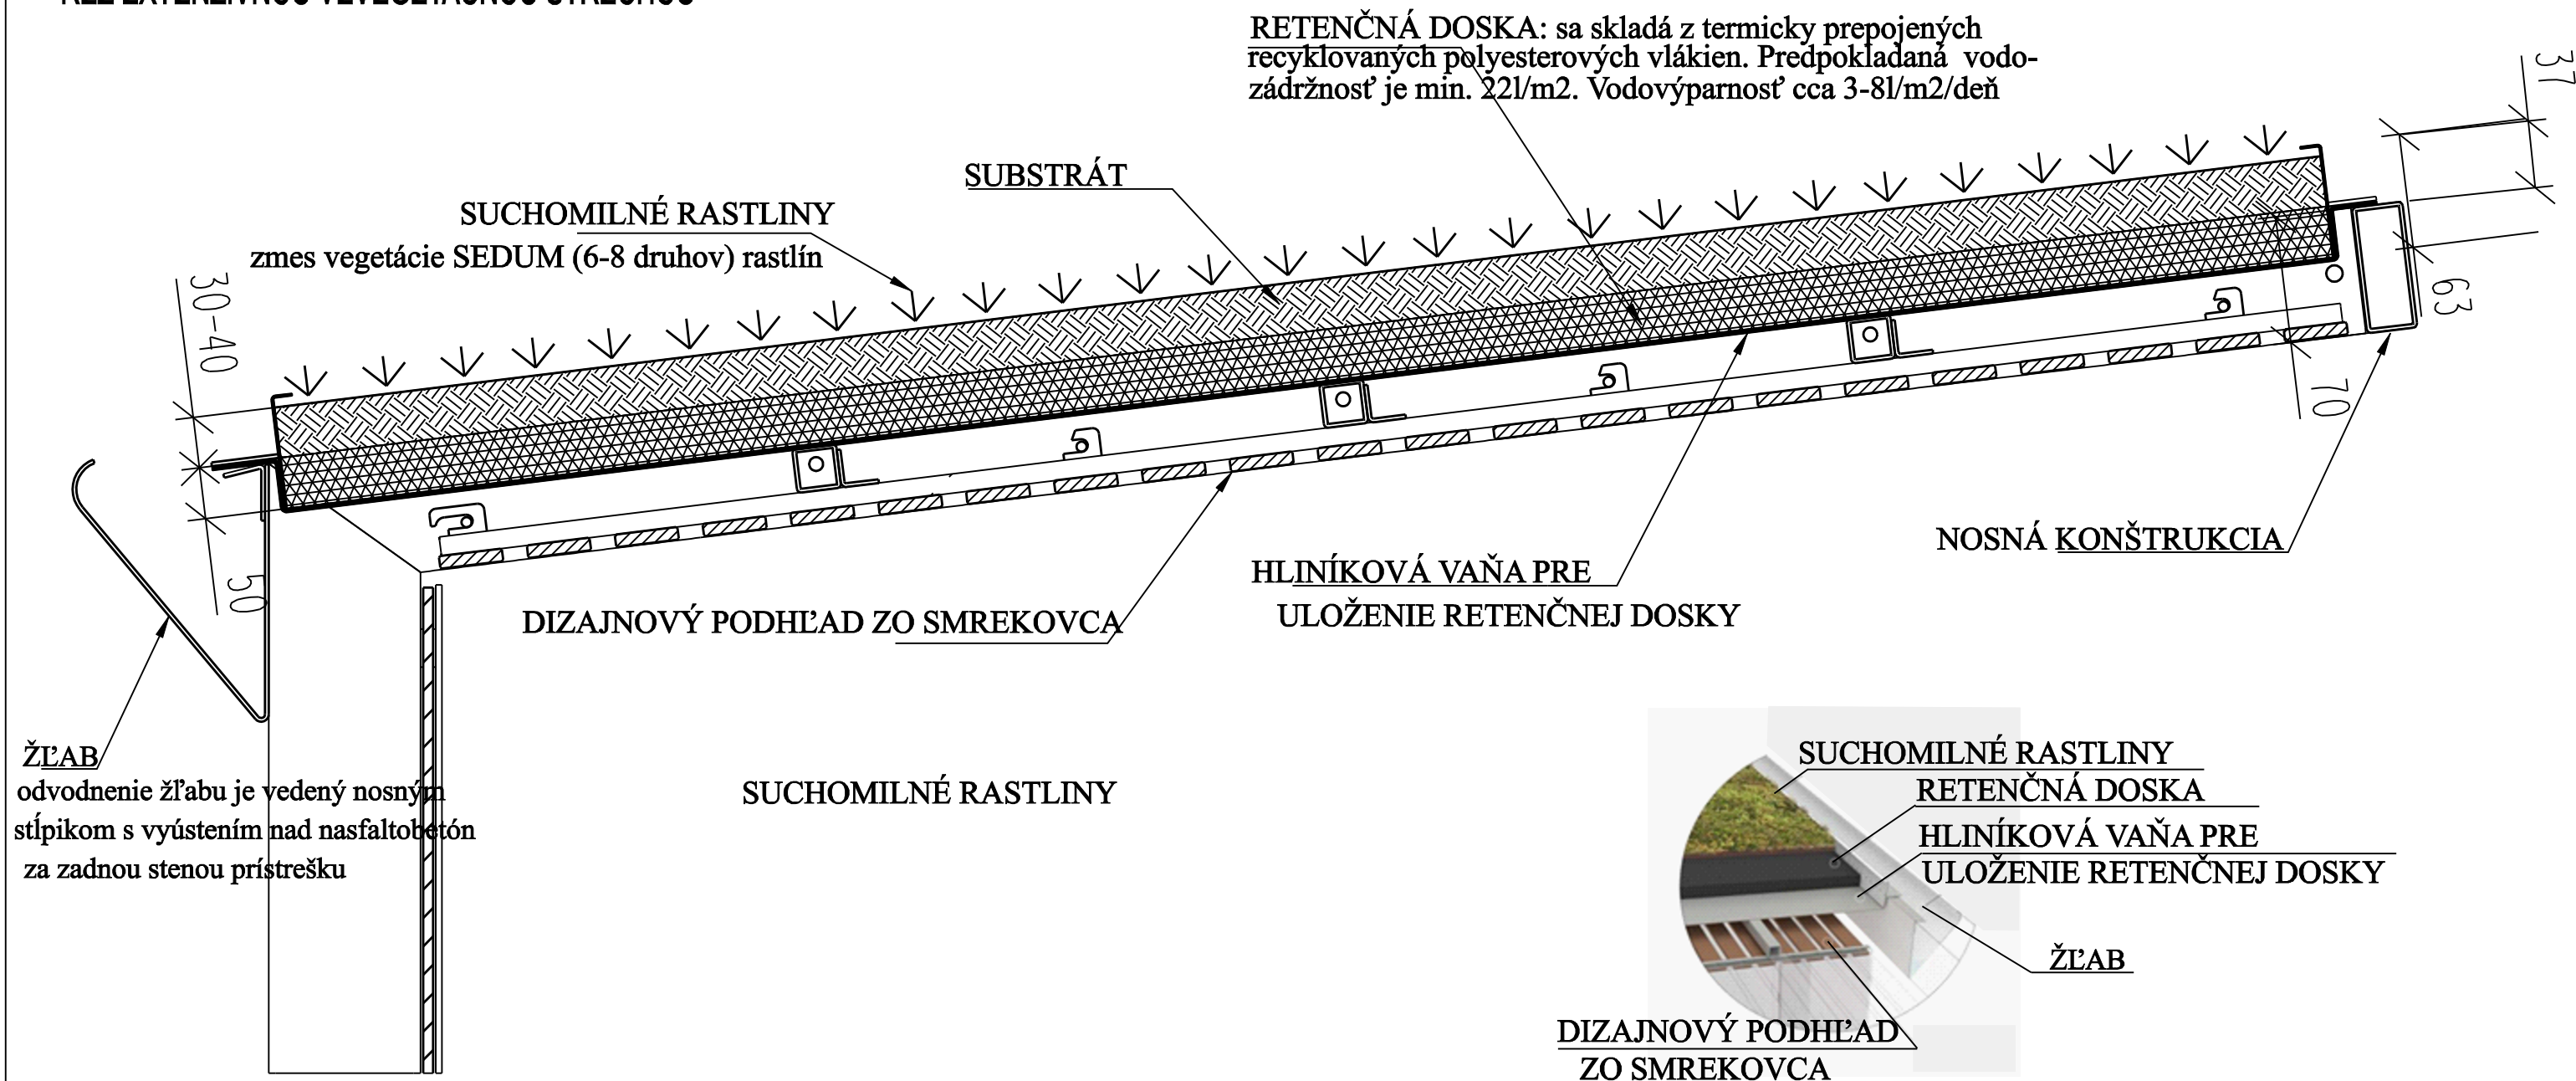 RETENČNÁ DOSKA: sa skladá z termicky prepojených
recyklovaných polyesterových vlákien. Predpokladaná vodo-
zádržnosť je min. 22l/m2. Vodovýparnosť cca 3-8l/m2/deň
37
SUBSTRÁT
SUCHOMILNÉ RASTLINY
zmes vegetácie SEDUM (6-8 druhov) rastlín
30-40
63
70
50
NOSNÁ KONŠTRUKCIA
HLINÍKOVÁ VAŇA PRE
ULOŽENIE RETENČNEJ DOSKY
DIZAJNOVÝ PODHĽAD ZO SMREKOVCA
ŽĽAB
odvodnenie žľabu je vedený nosným
stĺpikom s vyústením nad nasfaltobetón
za zadnou stenou prístrešku
SUCHOMILNÉ RASTLINY
SUCHOMILNÉ RASTLINY
RETENČNÁ DOSKA
HLINÍKOVÁ VAŇA PRE
ULOŽENIE RETENČNEJ DOSKY
ŽĽAB
DIZAJNOVÝ PODHĽAD
ZO SMREKOVCA